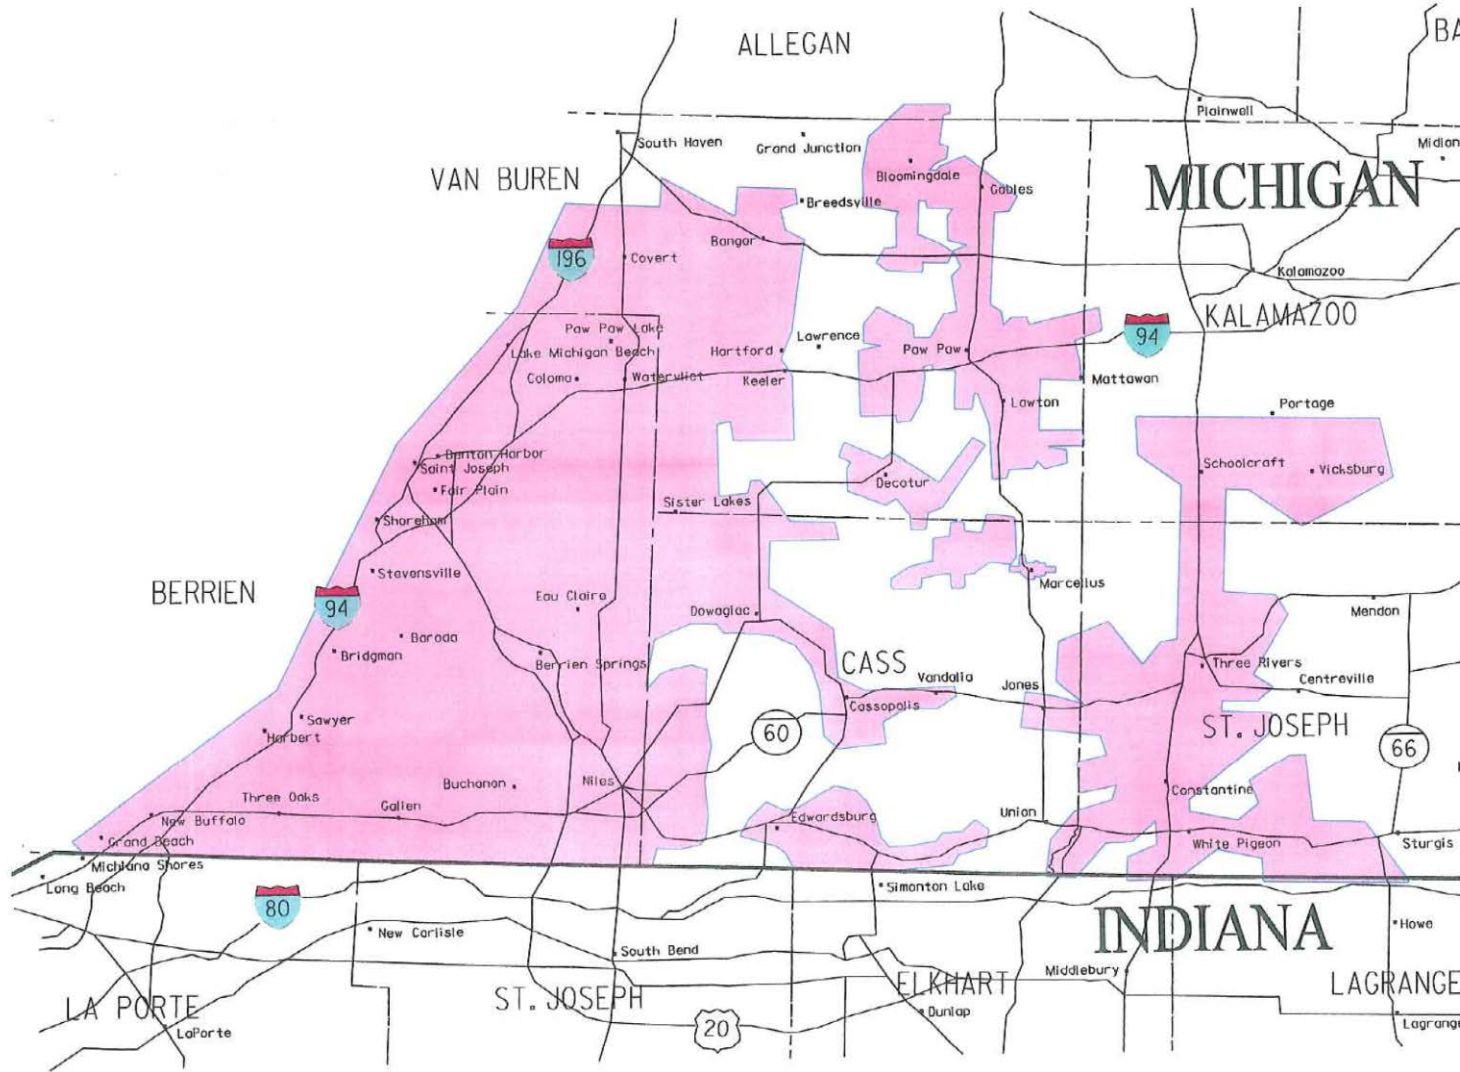 ALLEGAN
BA
Plainwell
South Haven
Grand Junction
Midlan
VAN BUREN
Bloomingdale
MICHIGAN
Gobles
Breedsville
Bangor
196
Covert
Kalamazoo
KALAMAZOO
Paw Paw Lake
94
Lawrence
Lake Michigan Beach
Hartford
Paw Paw
Coloma
Watervliet
Keeler
Mattawan
Lawton
Portage
Benton Harbor
Saint Joseph
Schoolcraft
Vicksburg
Fair Plain
Decatur
Sister Lakes
Shoreham
Stevensville
Marcellus
BERRIEN
94
Eau Claire
Dowagiac
Mendon
Baroda
Bridgman
Berrien Springs
CASS
Three Rivers
Vandalia
Jones
Centreville
Cassopolis
Sawyer
Harbert
60
ST. JOSEPH
66
Buchanan
Niles
Constantine
Three Oaks
Galien
New Buffalo
Edwardsburg
Union
Grand Beach
White Pigeon
Sturgis
Michiana Shores
Long Beach
Simonton Lake
80
New Carlisle
INDIANA
Howe
South Bend
Middlebury
LA PORTE
ST. JOSEPH
ELKHART
LAGRANGE
Dunlap
LaPorte
20
Lagrange